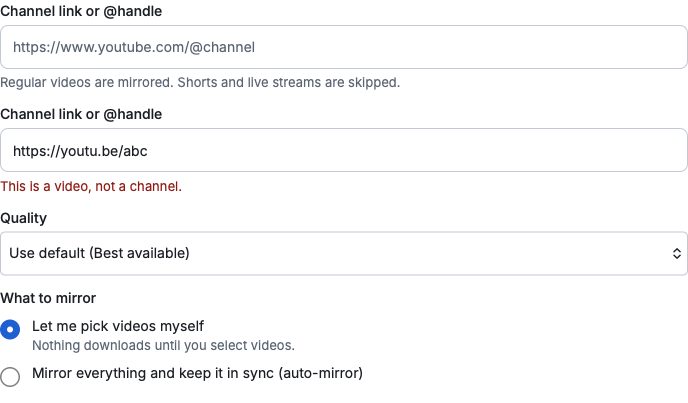 Channel link or @handle
https://www.youtube.com/@channel
Regular videos are mirrored. Shorts and live streams are skipped.
Channel link or @handle
https://youtu.be/abc
This is a video, not a channel.
Quality
Use default (Best available)
What to mirror
Let me pick videos myself
Nothing downloads until you select videos.
Mirror everything and keep it in sync (auto-mirror)